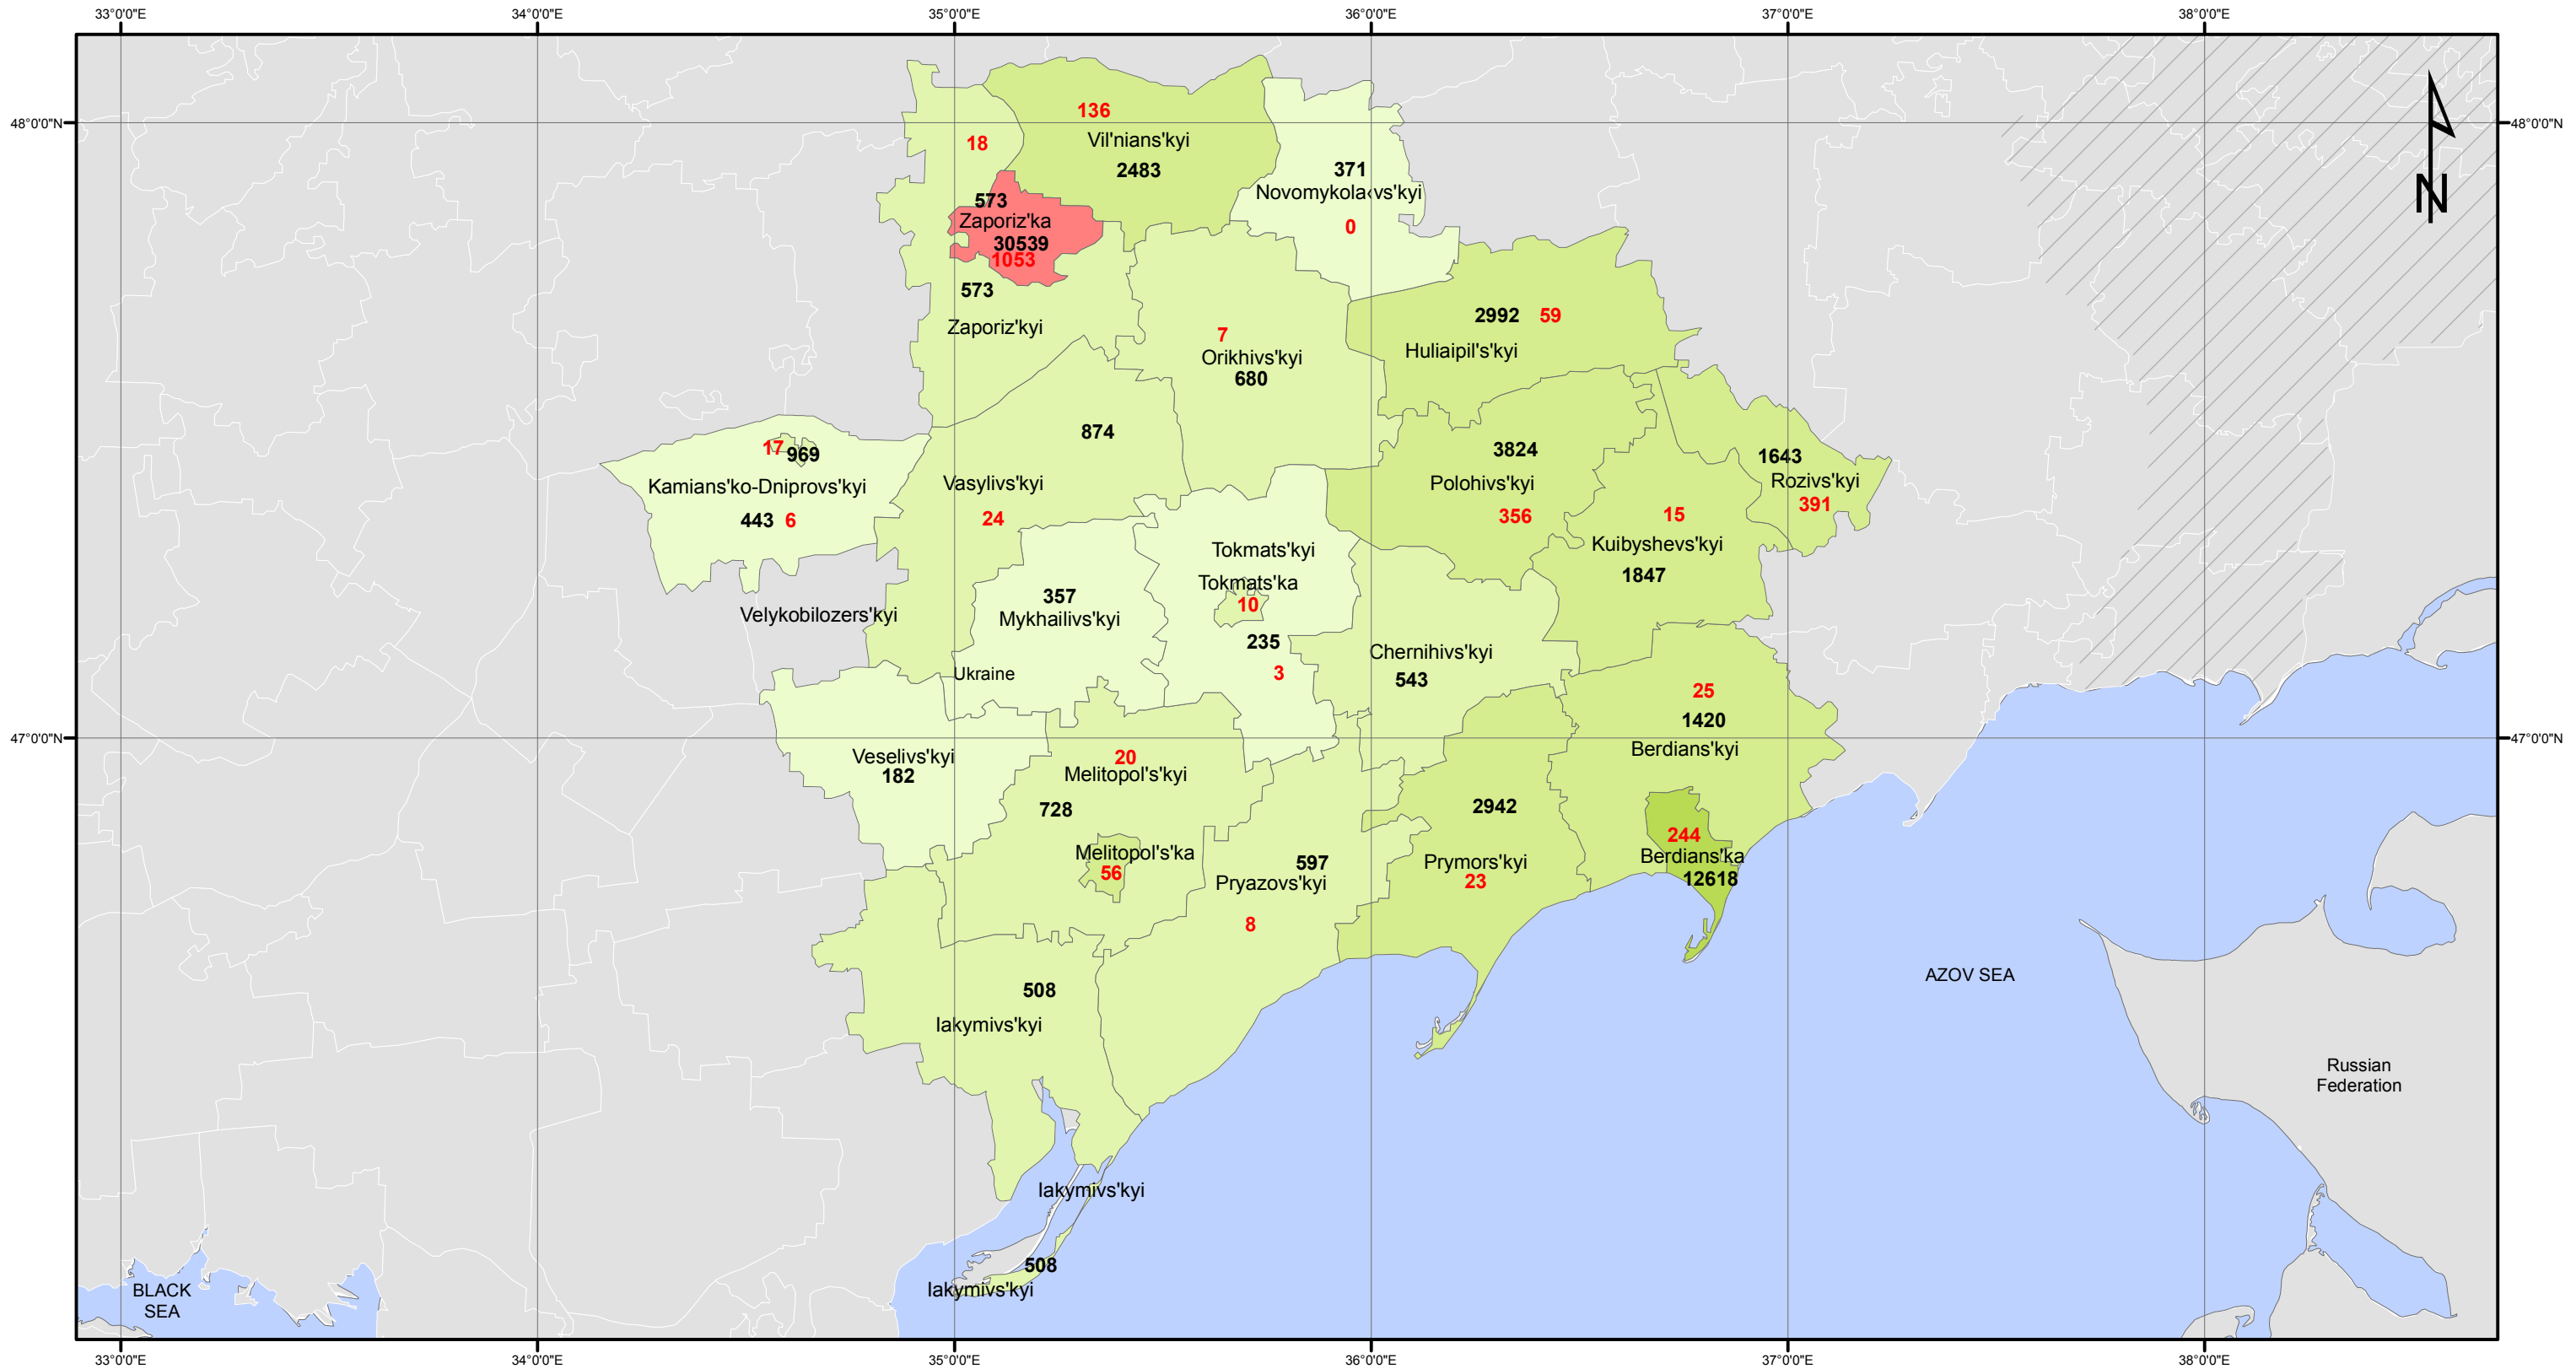 33°0'0"E 34°0'0"E 35°0'0"E 36°0'0"E 37°0'0"E 38°0'0"E
48°0'0"N 48°0'0"N
N
136
Vil'nians'kyi
2483
18
371
0
573
Zaporiz'ka
30539
1053
573
Zaporiz'kyi
2992 59
Huliaipil's'kyi
7
Orikhivs'kyi
680
874
Vasylivs'kyi
24
17
969
Kamians'ko-Dniprovs'kyi
443 6
3824
Polohivs'kyi
356
1643
Rozivs'kyi
391
15
Kuibyshevs'kyi
1847
Tokmats'kyi
Tokmats'ka
10
235
3
357
Mykhailivs'kyi
Velykobilozers'kyi
Ukraine
Chernihivs'kyi
543
25
1420
Berdians'kyi
47°0'0"N 47°0'0"N
Veselivs'kyi
182
20
Melitopol's'kyi
728
Melitopol's'ka
56
597
Pryazovs'kyi
8
2942
Prymors'kyi
23
244
Berdians'ka
12618
508
Iakymivs'kyi
AZOV SEA
Russian
Federation
Iakymivs'kyi
508
Iakymivs'kyi
BLACK
SEA
33°0'0"E 34°0'0"E 35°0'0"E 36°0'0"E 37°0'0"E 38°0'0"E